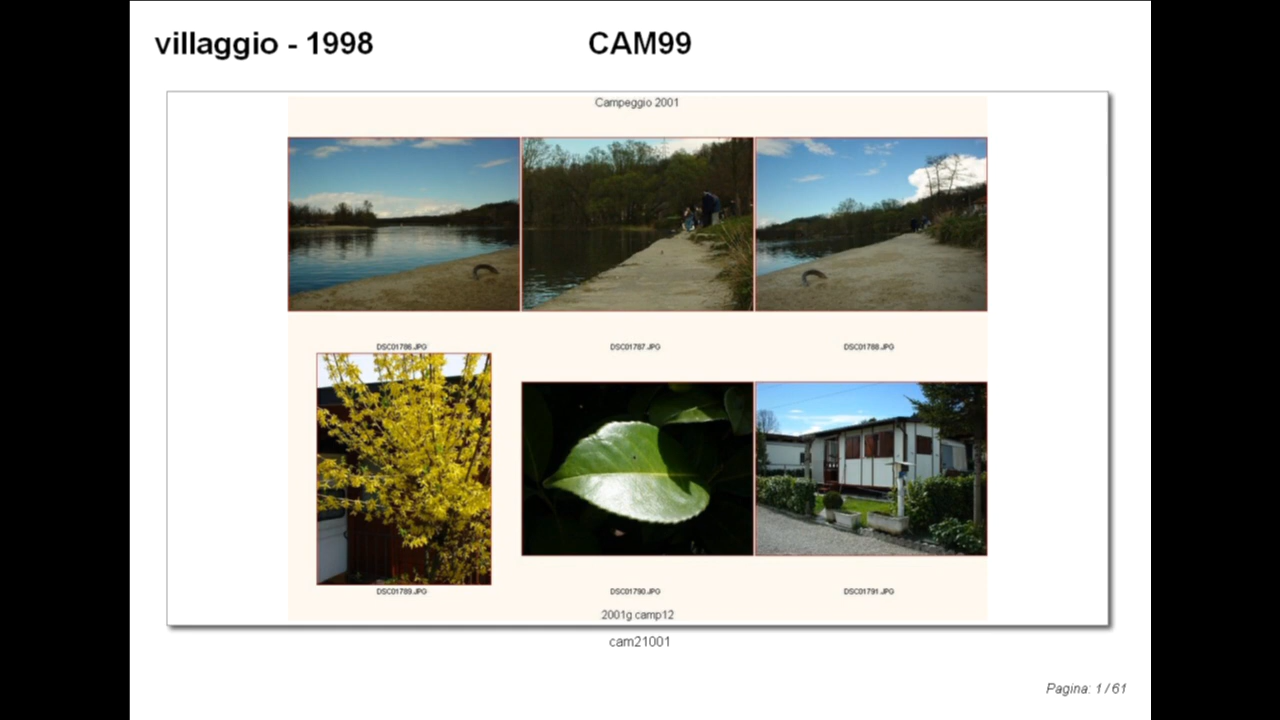 villaggio - 1998 CAM99
Campeggio 2001
DSC01786.JPG DSC01787.JPG DSC01788.JPG
DSC01789.JPG DSC01790.JPG DSC01791.JPG
2001g camp12
cam21001
Pagina: 1 / 61